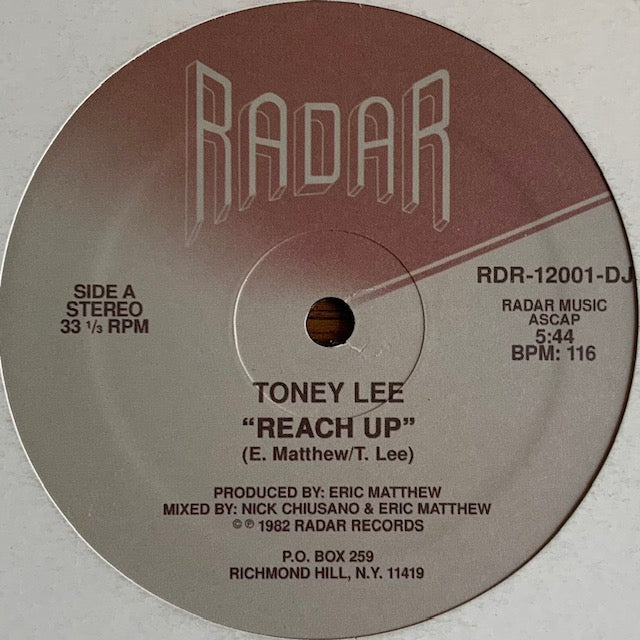 RADAR
SIDE A
STEREO
33 ⅓ RPM
RDR-12001-DJ
RADAR MUSIC
ASCAP
5:44
BPM: 116
TONEY LEE
“REACH UP”
(E. Matthew/T. Lee)
PRODUCED BY: ERIC MATTHEW
MIXED BY: NICK CHIUSANO & ERIC MATTHEW
©℗ 1982 RADAR RECORDS
P.O. BOX 259
RICHMOND HILL, N.Y. 11419